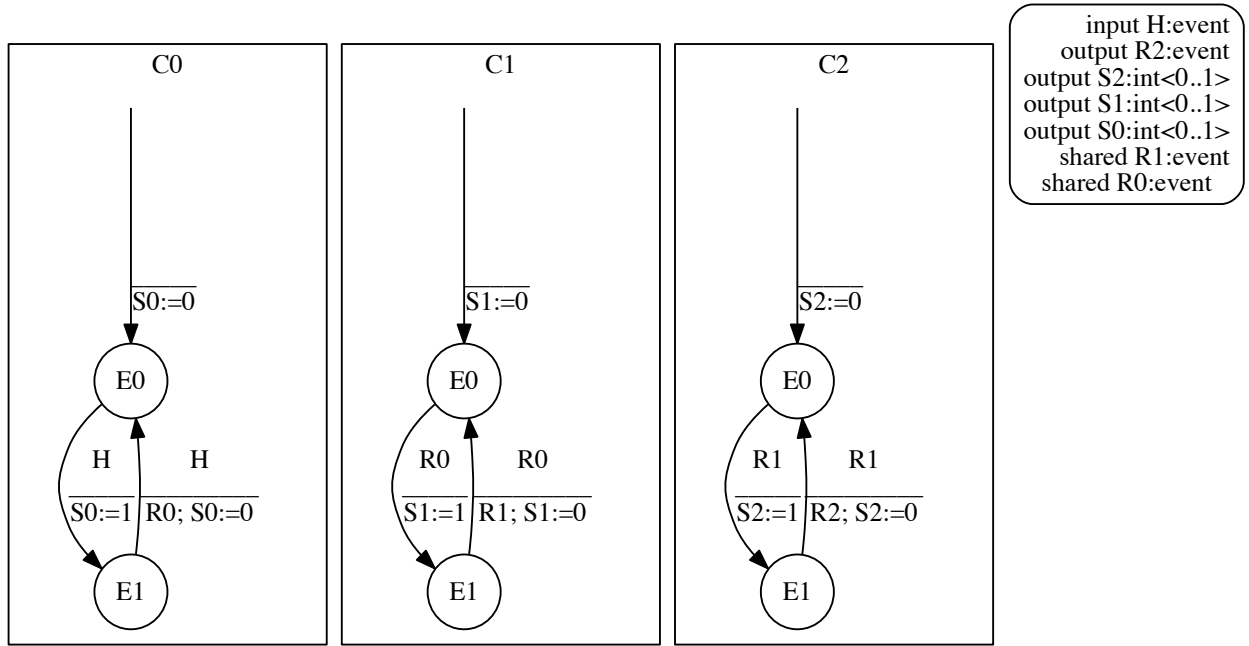 C0
S0:=0
E0
H
S0:=1
H
R0; S0:=0
E1
C1
S1:=0
E0
R0
S1:=1
R0
R1; S1:=0
E1
C2
S2:=0
E0
R1
S2:=1
R1
R2; S2:=0
E1
input H:event
output R2:event
output S2:int<0..1>
output S1:int<0..1>
output S0:int<0..1>
shared R1:event
shared R0:event